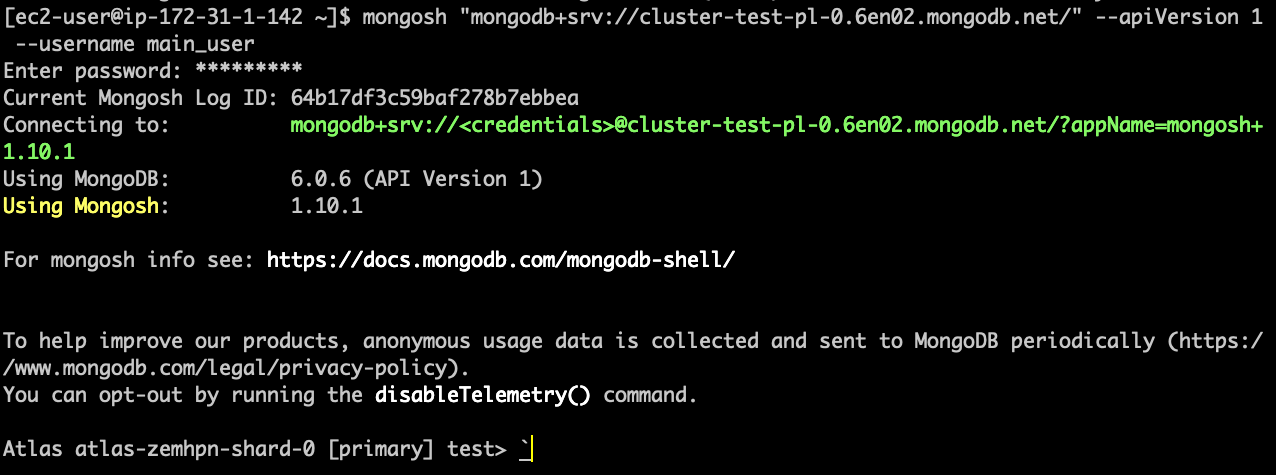 [ec2-user@ip-172-31-1-142 ~]$ mongosh "mongodb+srv://cluster-test-pl-0.6en02.mongodb.net/" --apiVersion 1
 --username main_user
Enter password: *********
Current Mongosh Log ID: 64b17df3c59baf278b7ebbea
Connecting to:          mongodb+srv://<credentials>@cluster-test-pl-0.6en02.mongodb.net/?appName=mongosh+
1.10.1
Using MongoDB:          6.0.6 (API Version 1)
Using Mongosh:          1.10.1
For mongosh info see: https://docs.mongodb.com/mongodb-shell/
To help improve our products, anonymous usage data is collected and sent to MongoDB periodically (https:/
/www.mongodb.com/legal/privacy-policy).
You can opt-out by running the disableTelemetry() command.
Atlas atlas-zemhpn-shard-0 [primary] test> `